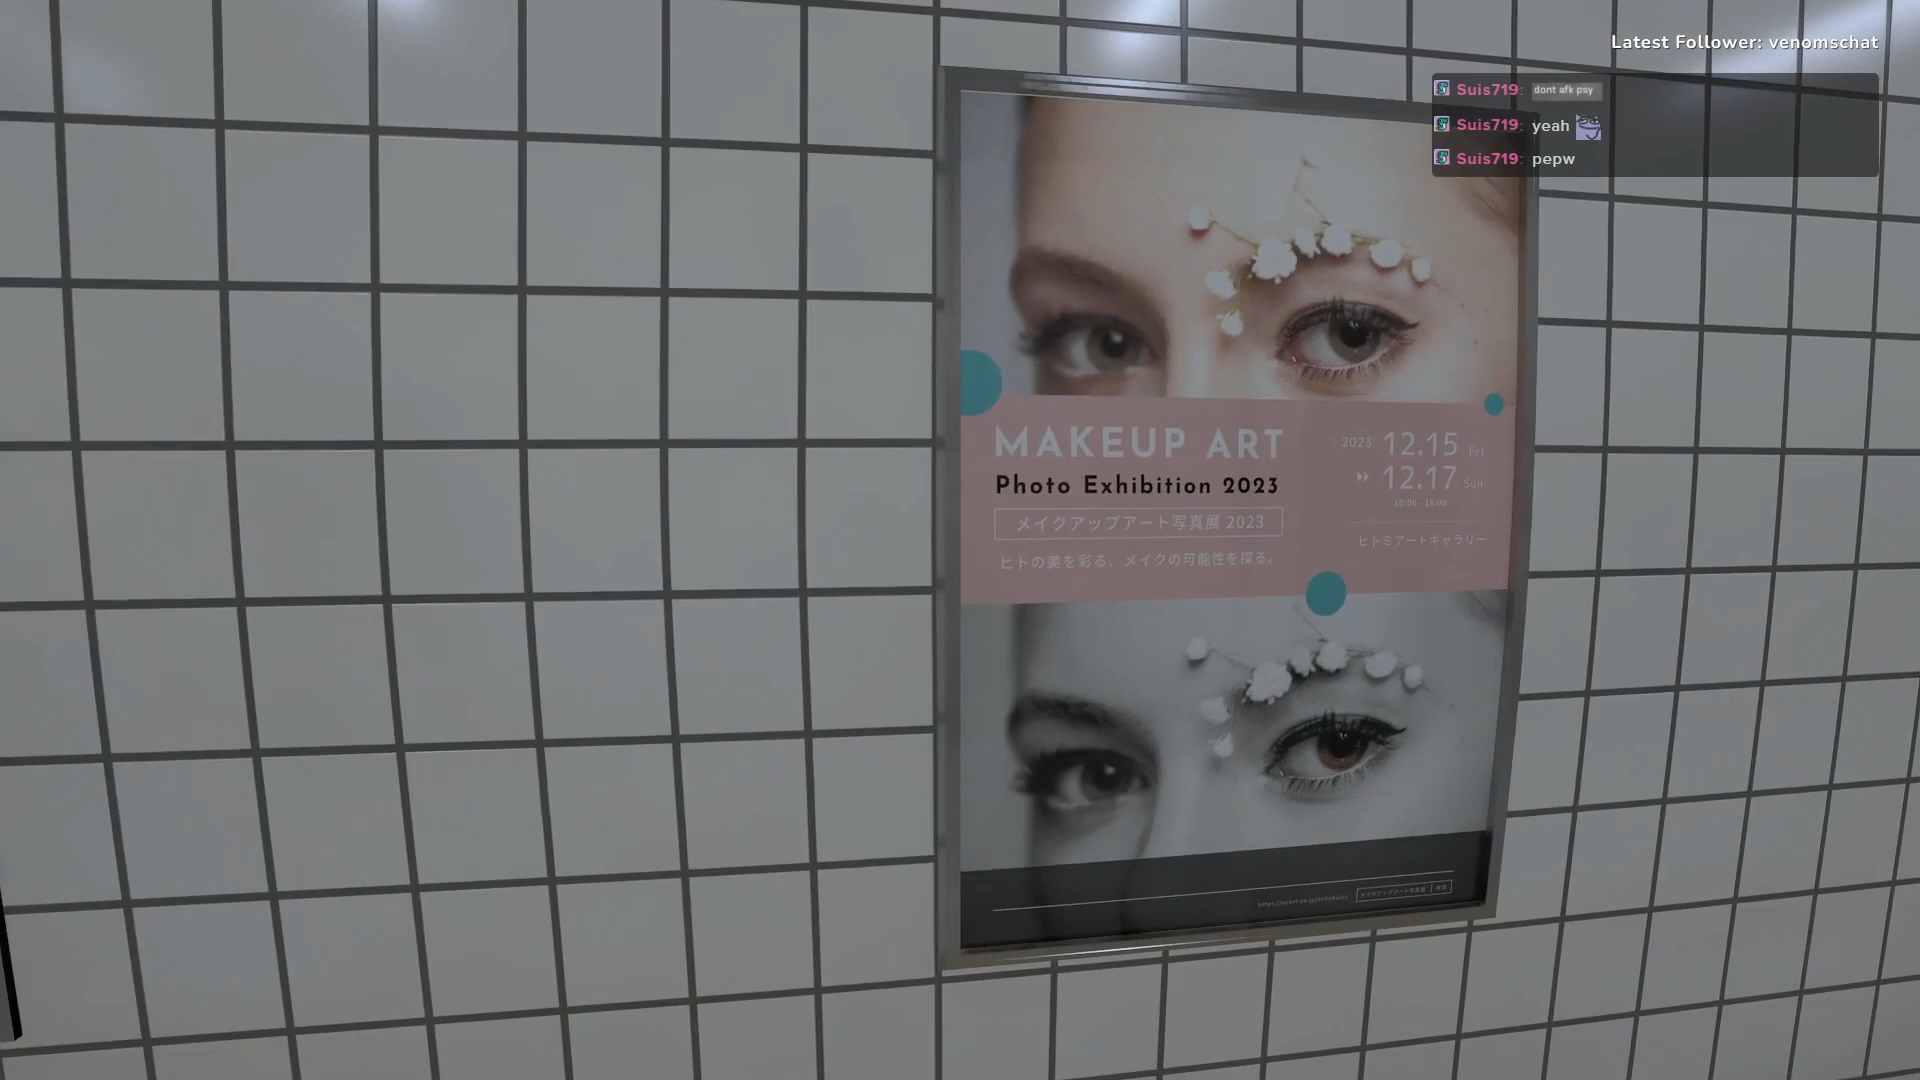 Latest Follower: venomschat
Suis719: dont afk psy
Suis719: yeah
Suis719: pepw
MAKEUP ART
Photo Exhibition 2023
メイクアップアート写真展 2023
ヒトの美を彩る、メイクの可能性を探る。
2023 12.15 Fri
12.17 Sun
10:00 - 18:00
ヒトミアートギャラリー